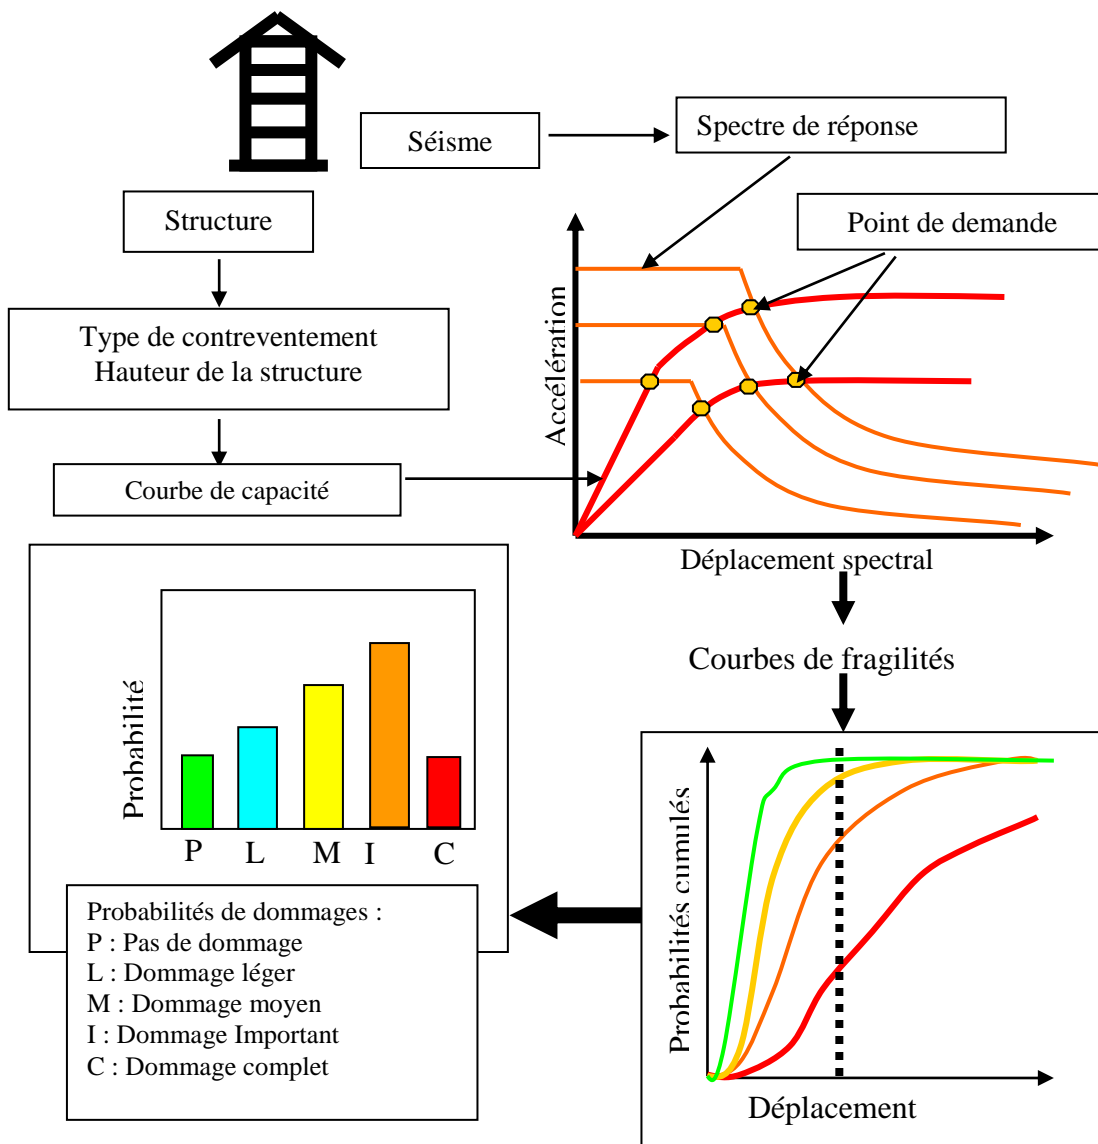 Séisme
Spectre de réponse
Structure
Point de demande
Type de contreventement
Hauteur de la structure
Accélération
Courbe de capacité
Déplacement spectral
Courbes de fragilités
Probabilité
P L M I C
Probabilités de dommages :
P : Pas de dommage
L : Dommage léger
M : Dommage moyen
I : Dommage Important
C : Dommage complet
Probabilités cumulés
Déplacement